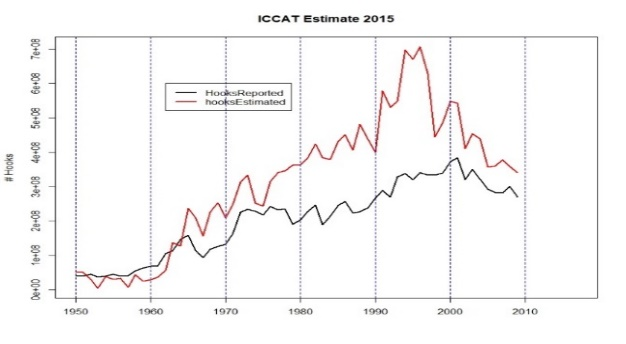 ICCAT Estimate 2015
# Hooks
7e+08
6e+08
5e+08
4e+08
3e+08
2e+08
1e+08
0e+00
HooksReported
hooksEstimated
1950 1960 1970 1980 1990 2000 2010